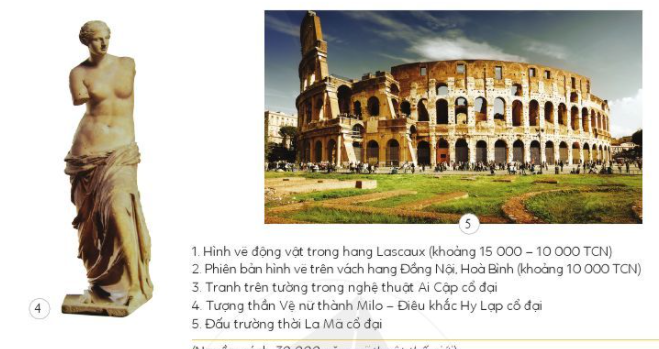 5
4
1. Hình vẽ động vật trong hang Lascaux (khoảng 15 000 – 10 000 TCN)
2. Phiên bản hình vẽ trên vách hang Đồng Nội, Hoà Bình (khoảng 10 000 TCN)
3. Tranh trên tường trong nghệ thuật Ai Cập cổ đại
4. Tượng thần Vệ nữ thành Milo – Điêu khắc Hy Lạp cổ đại
5. Đấu trường thời La Mã cổ đại